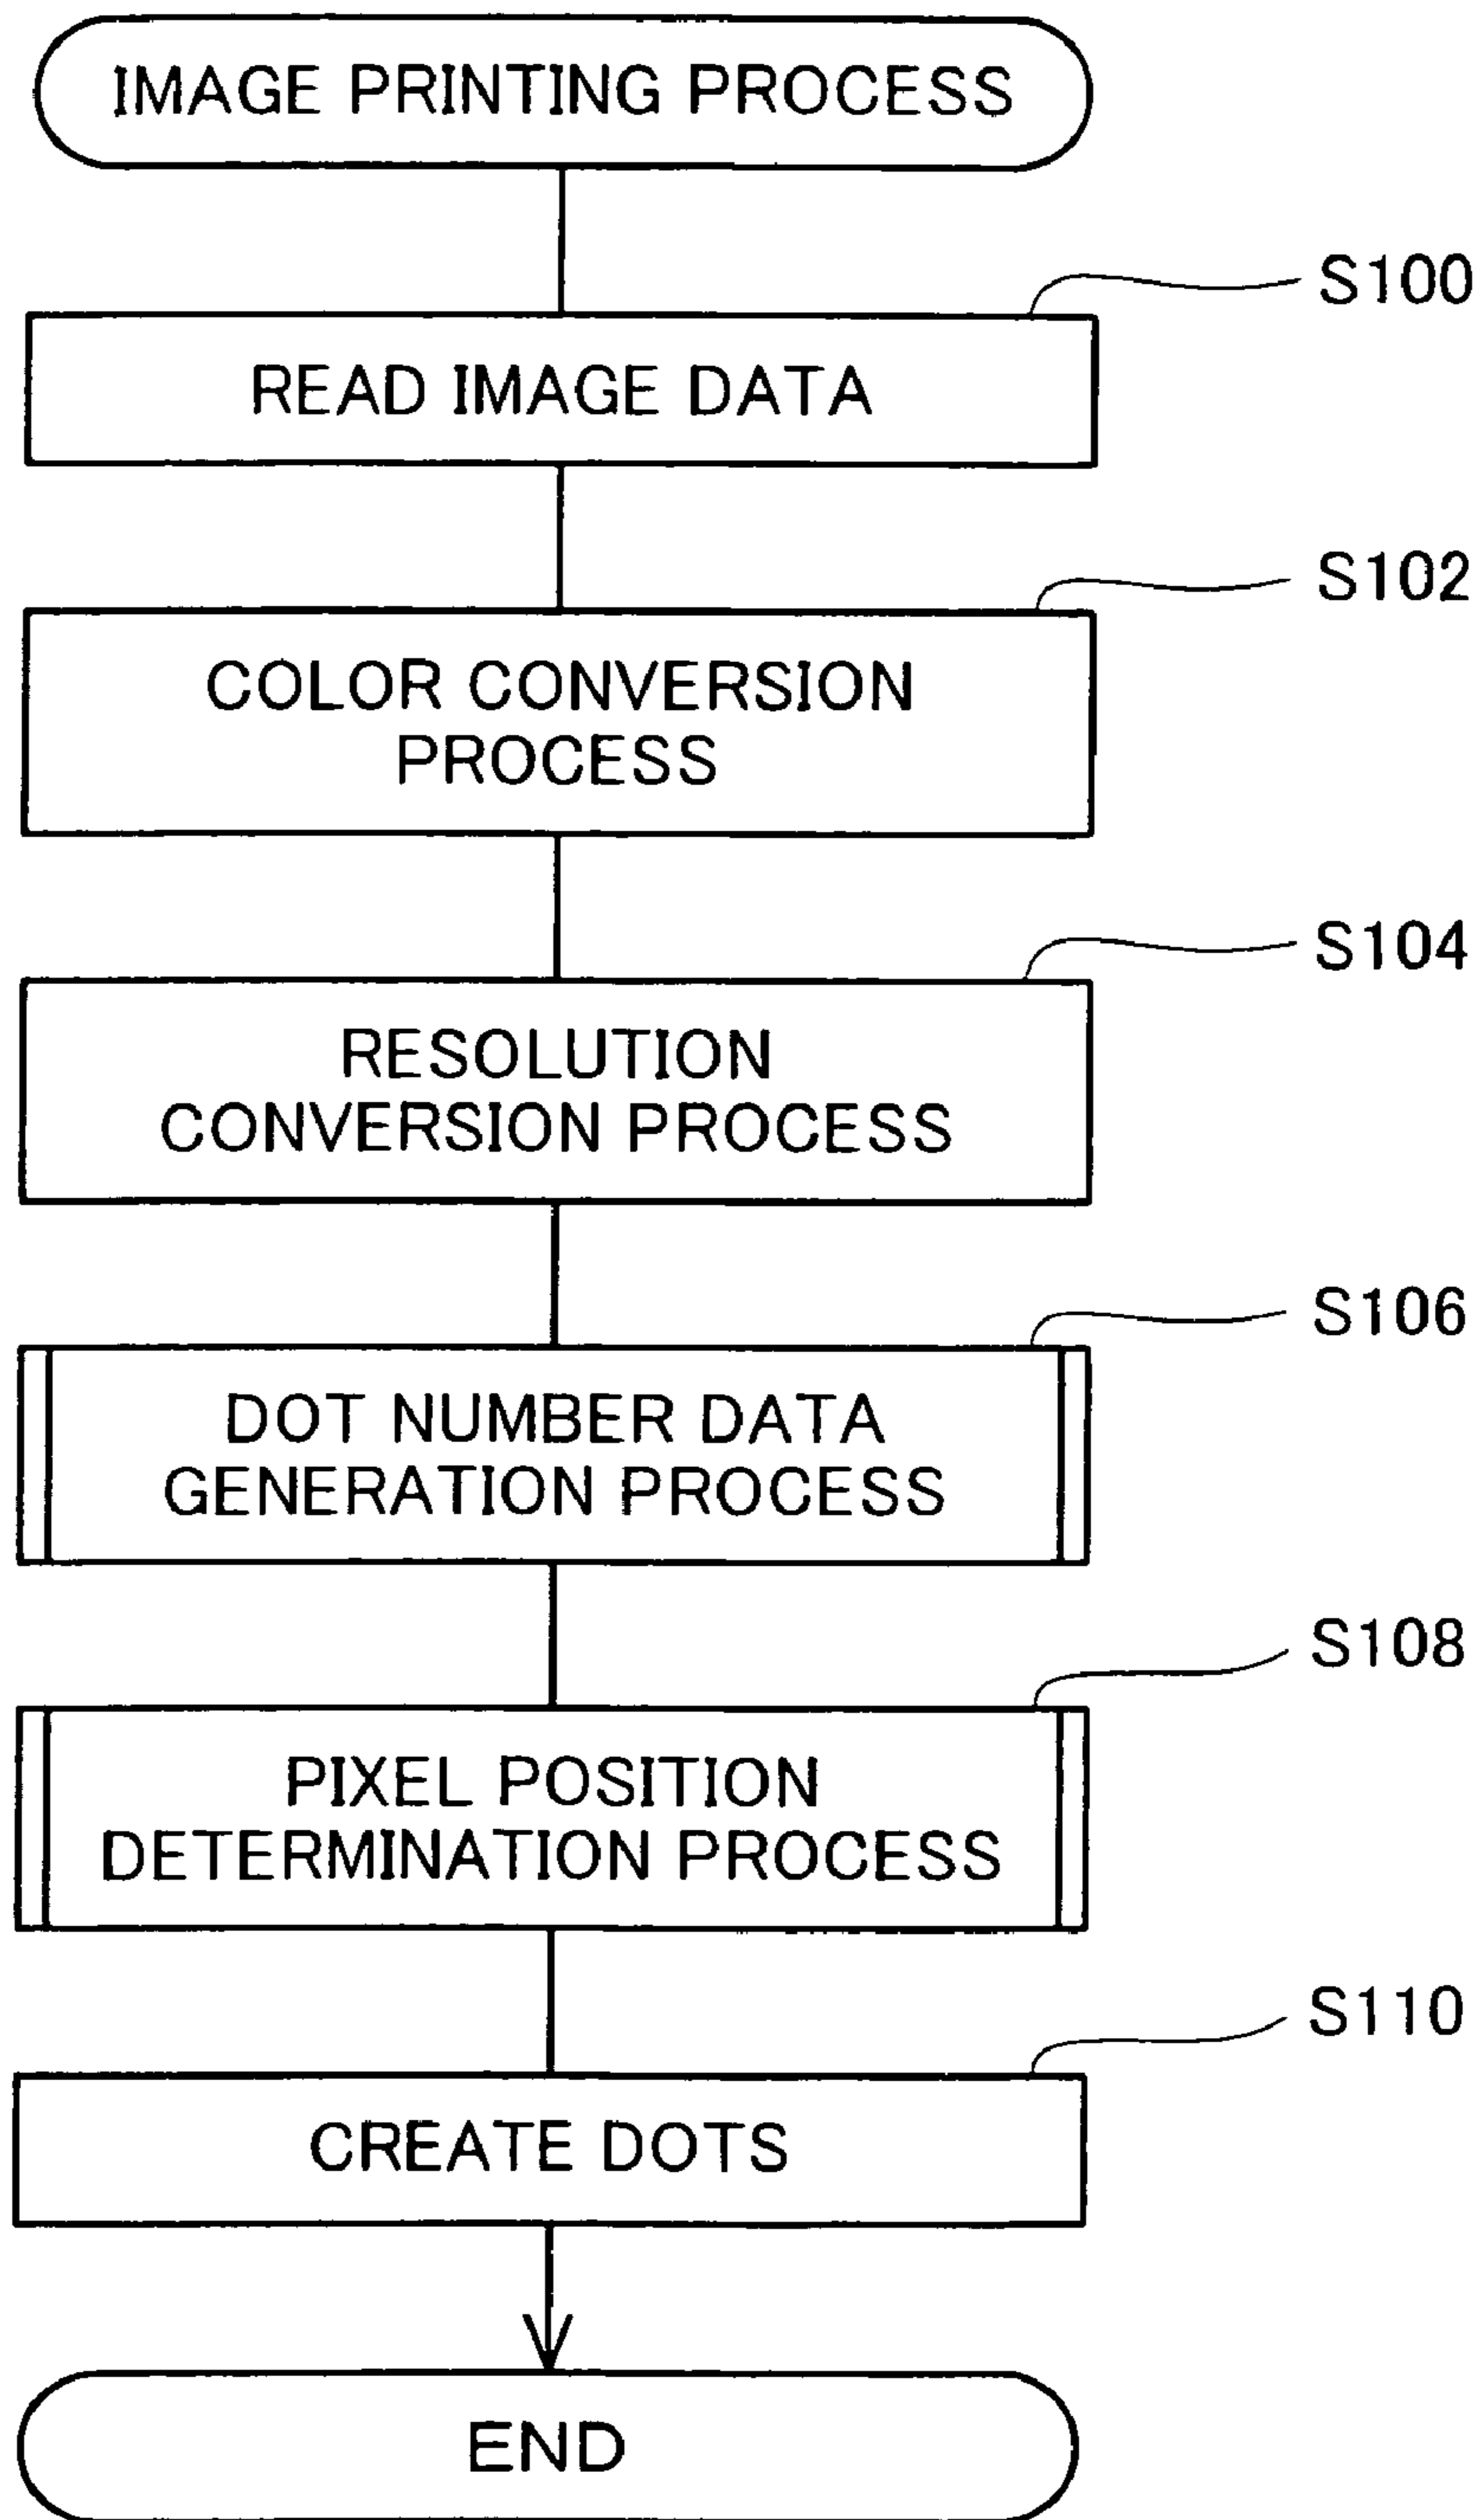 IMAGE PRINTING PROCESS
S100
READ IMAGE DATA
S102
COLOR CONVERSION
PROCESS
S104
RESOLUTION
CONVERSION PROCESS
S106
DOT NUMBER DATA
GENERATION PROCESS
S108
PIXEL POSITION
DETERMINATION PROCESS
S110
CREATE DOTS
END